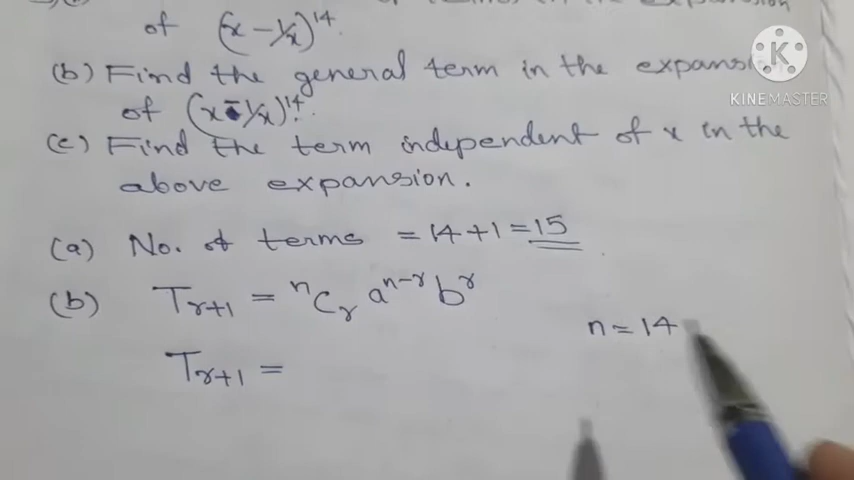 of (x - 1/x)^14.
(b) Find the general term in the expansion
of (x - 1/x)^14.
(c) Find the term independent of x in the
above expansion.
(a) No. of terms = 14+1 = 15
(b) T_{r+1} = ^nC_r a^{n-r} b^r
n = 14
T_{r+1} =
KINEMASTER